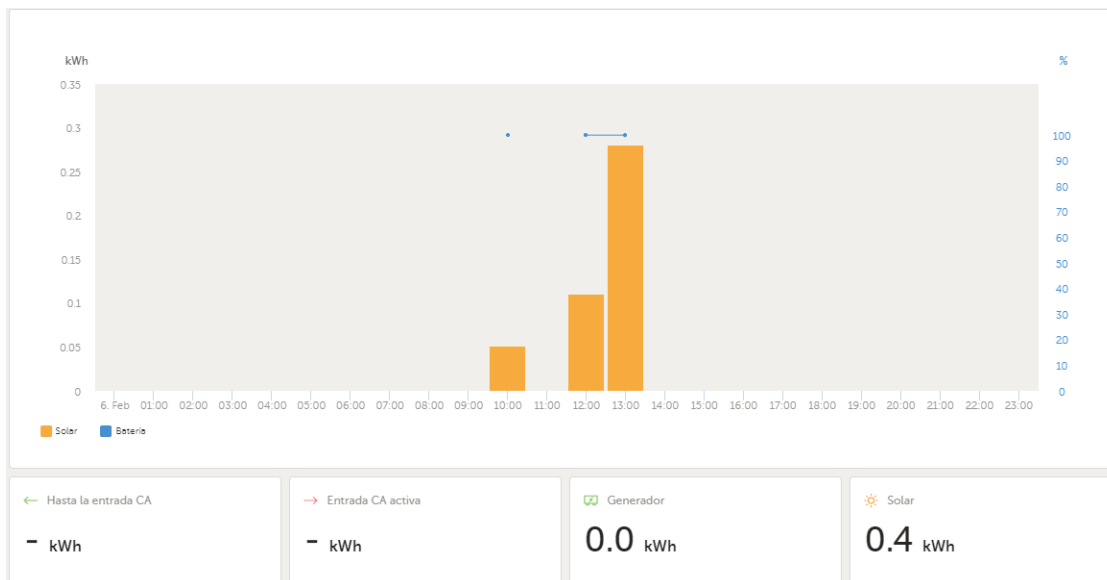 kWh
%
0.35
0.3
0.25
0.2
0.15
0.1
0.05
0
100
90
80
70
60
50
40
30
20
10
0
6. Feb 01:00 02:00 03:00 04:00 05:00 06:00 07:00 08:00 09:00 10:00 11:00 12:00 13:00 14:00 15:00 16:00 17:00 18:00 19:00 20:00 21:00 22:00 23:00
Solar Batería
Hasta la entrada CA
- kWh
Entrada CA activa
- kWh
Generador
0.0 kWh
Solar
0.4 kWh